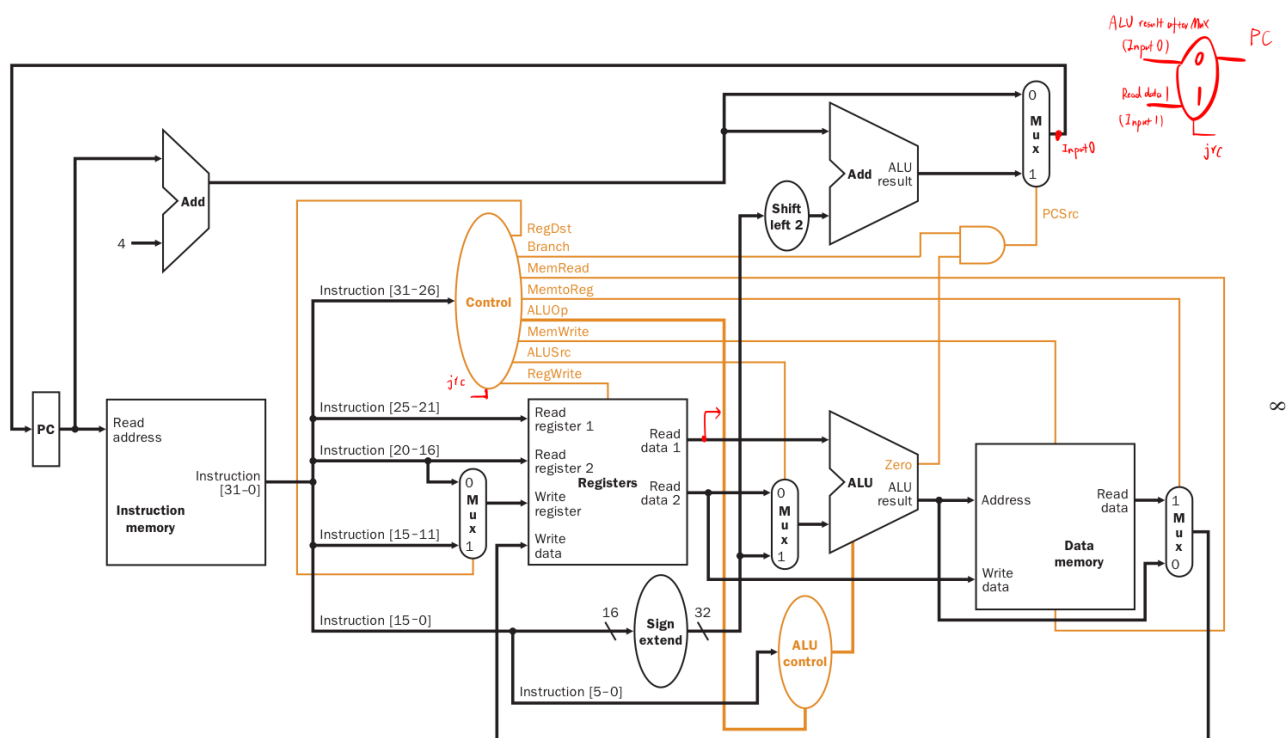 ALU result after Mux
(Input 0)
0
PC
Read data 1
1
(Input 1)
jrc
0
Mux
1
Input 0
Add
ALU result
Shift left 2
PCSrc
Add
4
RegDst
Branch
MemRead
MemtoReg
ALUOp
MemWrite
ALUSrc
RegWrite
Control
jrc
Instruction [31–26]
PC
Read address
Instruction [31–0]
Instruction memory
Instruction [25–21]
Instruction [20–16]
Instruction [15–11]
0
Mux
1
Read register 1
Read register 2
Write register
Write data
Registers
Read data 1
Read data 2
0
Mux
1
Zero
ALU
ALU result
Address
Write data
Read data
Data memory
1
Mux
0
Instruction [15–0]
16
Sign extend
32
ALU control
Instruction [5–0]
∞